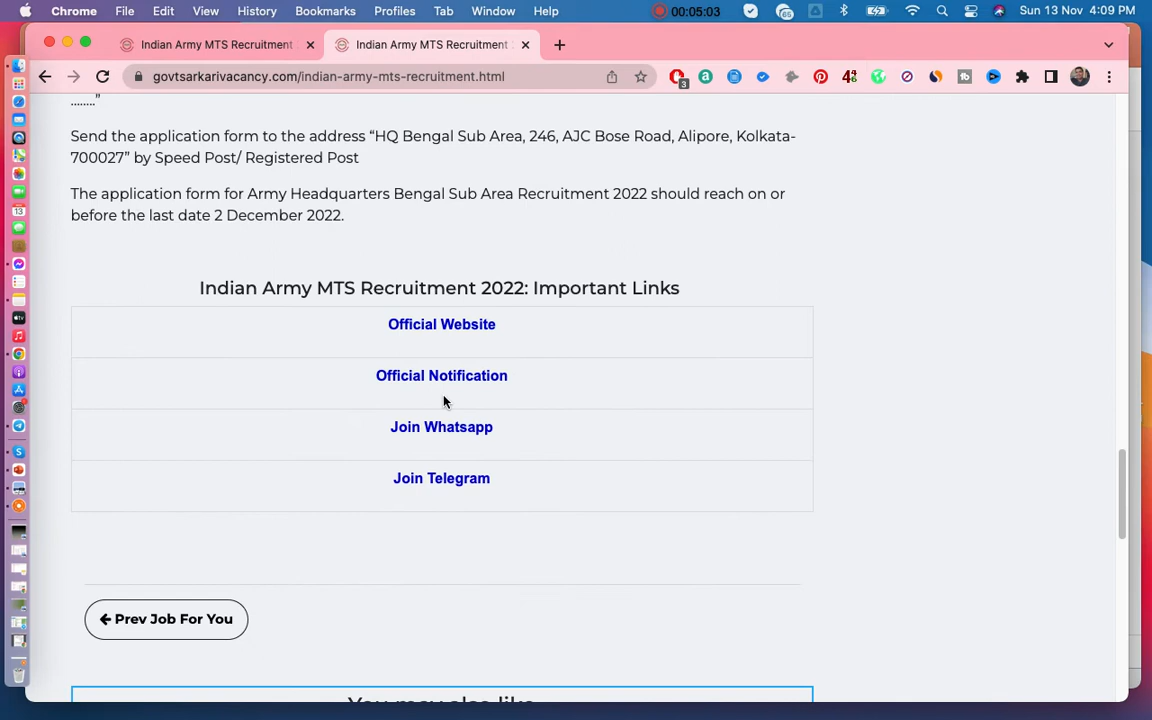 Chrome File Edit View History Bookmarks Profiles Tab Window Help 00:05:03 Sun 13 Nov 4:09 PM
Indian Army MTS Recruitment Indian Army MTS Recruitment
govtsarkarivacancy.com/indian-army-mts-recruitment.html
........”
Send the application form to the address “HQ Bengal Sub Area, 246, AJC Bose Road, Alipore, Kolkata-
700027” by Speed Post/ Registered Post
The application form for Army Headquarters Bengal Sub Area Recruitment 2022 should reach on or
before the last date 2 December 2022.
Indian Army MTS Recruitment 2022: Important Links
Official Website
Official Notification
Join Whatsapp
Join Telegram
← Prev Job For You
You may also like